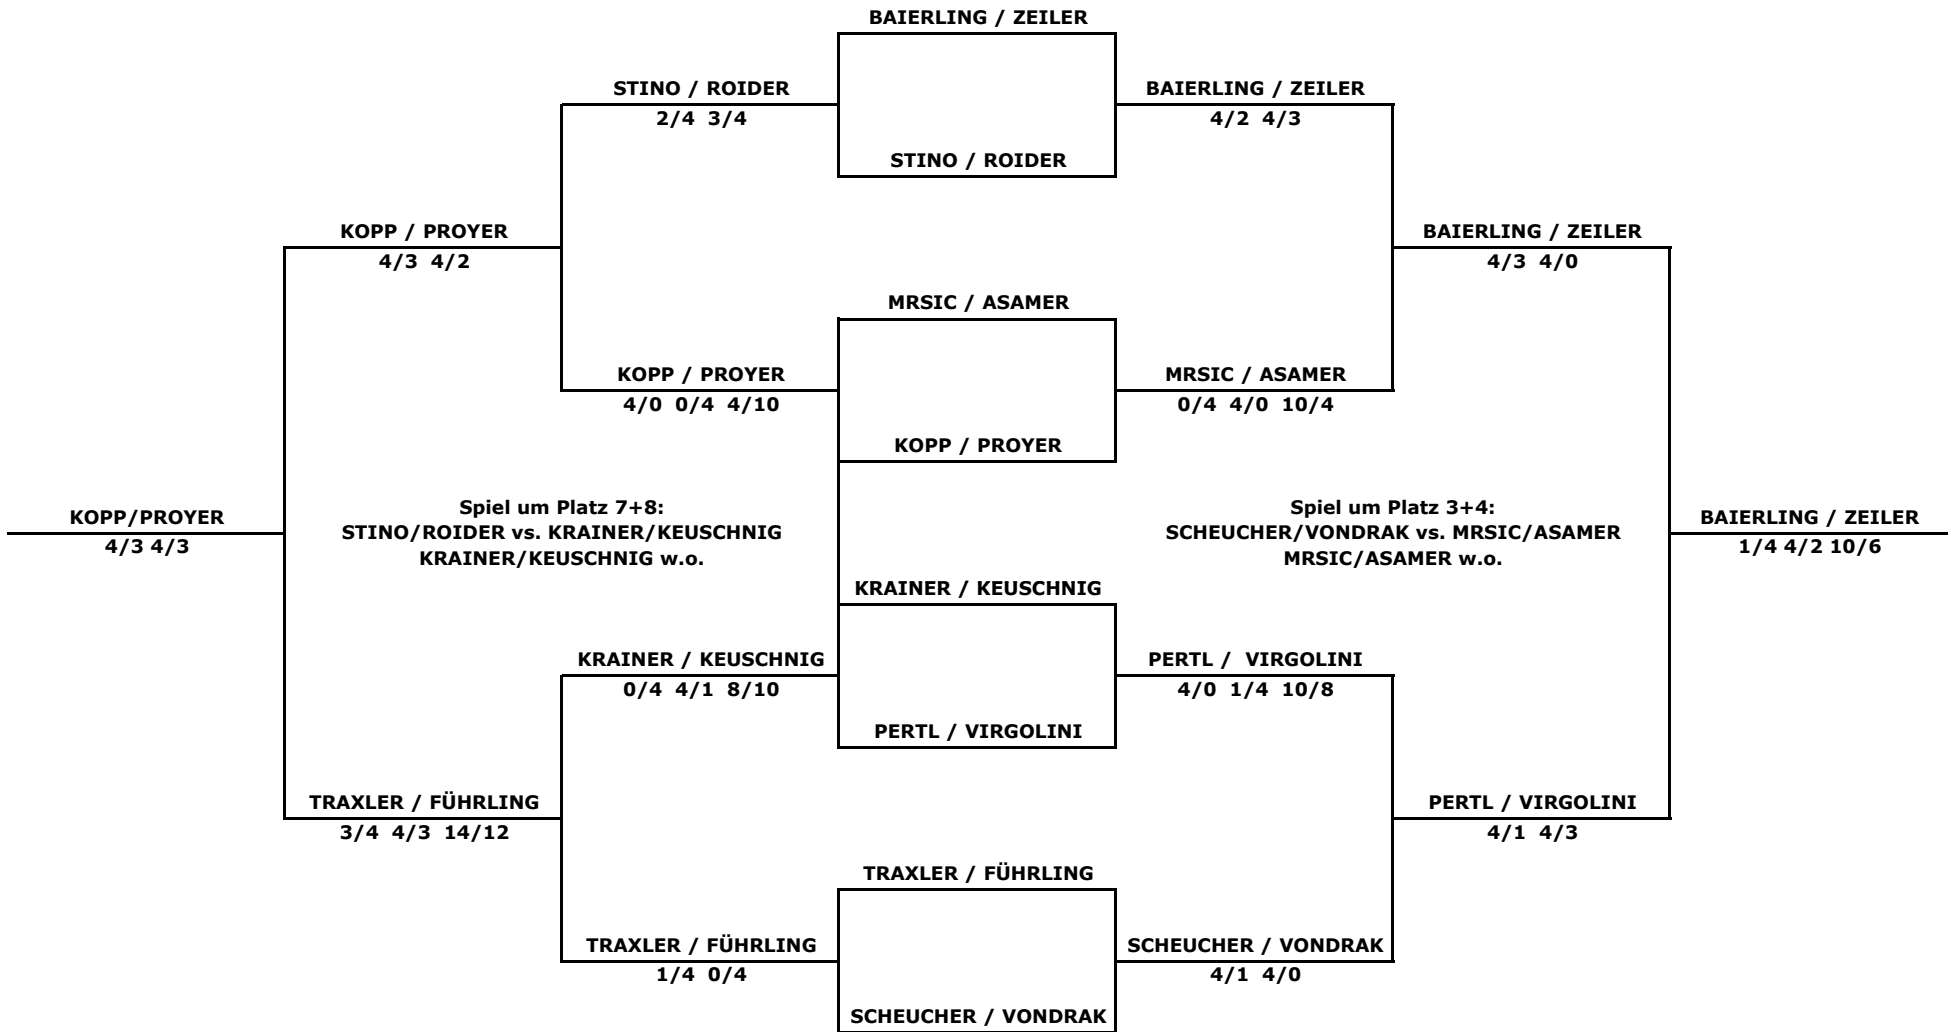 BAIERLING / ZEILER
STINO / ROIDER
2/4 3/4
BAIERLING / ZEILER
4/2 4/3
STINO / ROIDER
KOPP / PROYER
4/3 4/2
BAIERLING / ZEILER
4/3 4/0
MRSIC / ASAMER
KOPP / PROYER
4/0 0/4 4/10
MRSIC / ASAMER
0/4 4/0 10/4
KOPP / PROYER
KOPP/PROYER
4/3 4/3
Spiel um Platz 7+8:
STINO/ROIDER vs. KRAINER/KEUSCHNIG
KRAINER/KEUSCHNIG w.o.
Spiel um Platz 3+4:
SCHEUCHER/VONDRAK vs. MRSIC/ASAMER
MRSIC/ASAMER w.o.
BAIERLING / ZEILER
1/4 4/2 10/6
KRAINER / KEUSCHNIG
KRAINER / KEUSCHNIG
0/4 4/1 8/10
PERTL / VIRGOLINI
4/0 1/4 10/8
PERTL / VIRGOLINI
TRAXLER / FÜHRLING
3/4 4/3 14/12
PERTL / VIRGOLINI
4/1 4/3
TRAXLER / FÜHRLING
TRAXLER / FÜHRLING
1/4 0/4
SCHEUCHER / VONDRAK
4/1 4/0
SCHEUCHER / VONDRAK